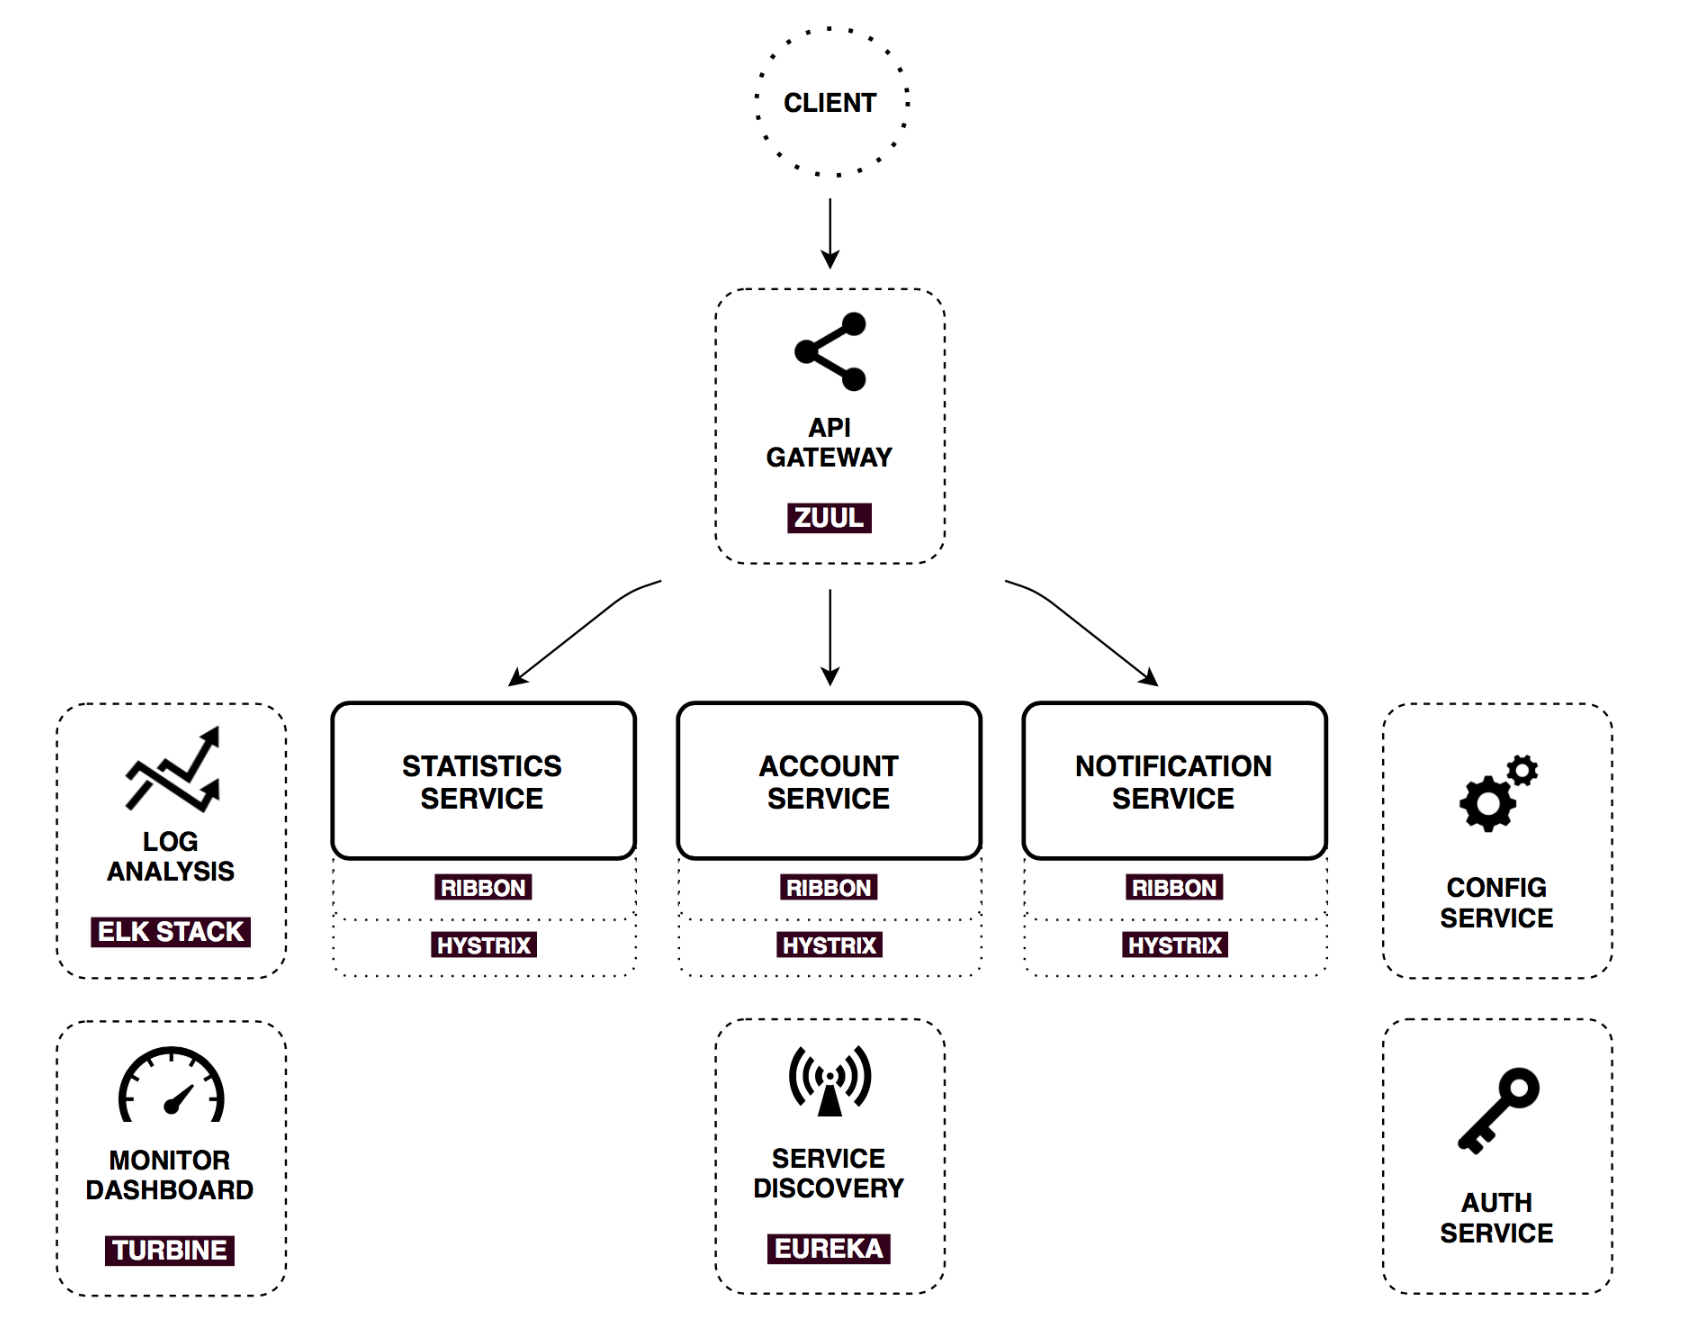 CLIENT
API
GATEWAY
ZUUL
LOG
ANALYSIS
ELK STACK
STATISTICS
SERVICE
RIBBON
HYSTRIX
ACCOUNT
SERVICE
RIBBON
HYSTRIX
NOTIFICATION
SERVICE
RIBBON
HYSTRIX
CONFIG
SERVICE
MONITOR
DASHBOARD
TURBINE
SERVICE
DISCOVERY
EUREKA
AUTH
SERVICE